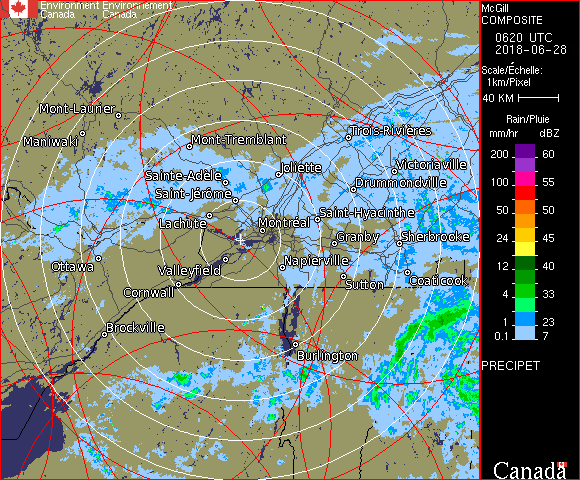 Environment Environnement
Canada Canada
McGill
COMPOSITE
0620 UTC
2018-06-28
Scale/Échelle:
1km/Pixel
40 KM
Rain/Pluie
mm/hr dBZ
200 60
100 55
50 50
24 45
12 40
4 33
1 23
0.1 7
PRECIPET
Canada
Mont-Laurier
Maniwaki
Mont-Tremblant
Trois-Rivières
Joliette
Victoriaville
Sainte-Adèle
Drummondville
Saint-Jérôme
Saint-Hyacinthe
Lachute
Montréal
Granby
Sherbrooke
Ottawa
Valleyfield
Napierville
Sutton
Coaticook
Cornwall
Brockville
Burlington